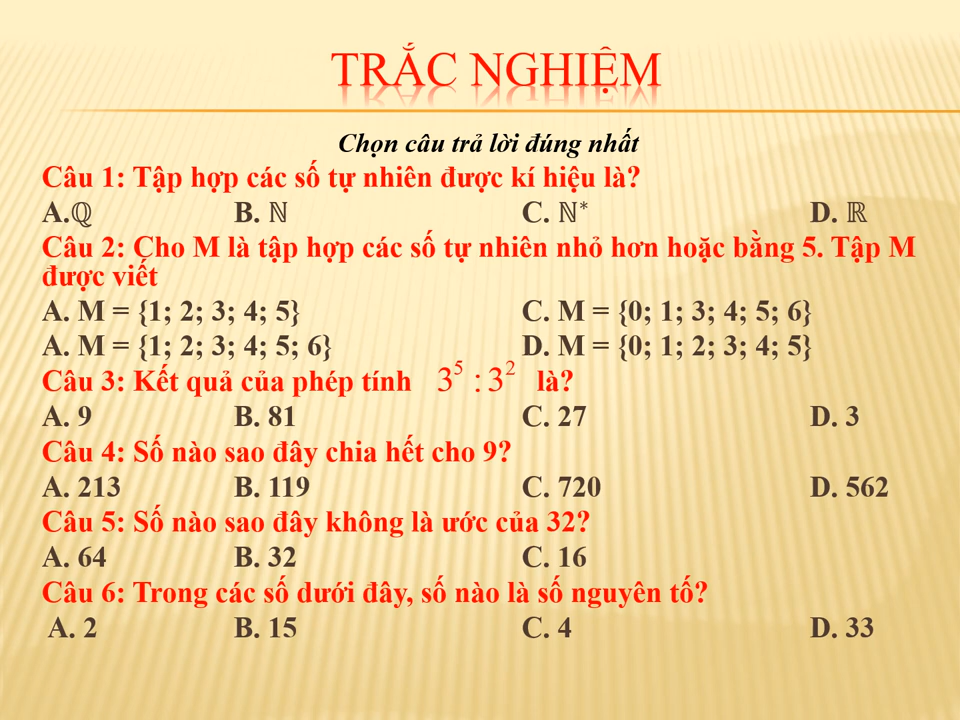 TRẮC NGHIỆM
Chọn câu trả lời đúng nhất
Câu 1: Tập hợp các số tự nhiên được kí hiệu là?
A.ℚ B. ℕ C. ℕ* D. ℝ
Câu 2: Cho M là tập hợp các số tự nhiên nhỏ hơn hoặc bằng 5. Tập M
được viết
A. M = {1; 2; 3; 4; 5} C. M = {0; 1; 3; 4; 5; 6}
A. M = {1; 2; 3; 4; 5; 6} D. M = {0; 1; 2; 3; 4; 5}
Câu 3: Kết quả của phép tính 3⁵ : 3² là?
A. 9 B. 81 C. 27 D. 3
Câu 4: Số nào sao đây chia hết cho 9?
A. 213 B. 119 C. 720 D. 562
Câu 5: Số nào sao đây không là ước của 32?
A. 64 B. 32 C. 16
Câu 6: Trong các số dưới đây, số nào là số nguyên tố?
A. 2 B. 15 C. 4 D. 33